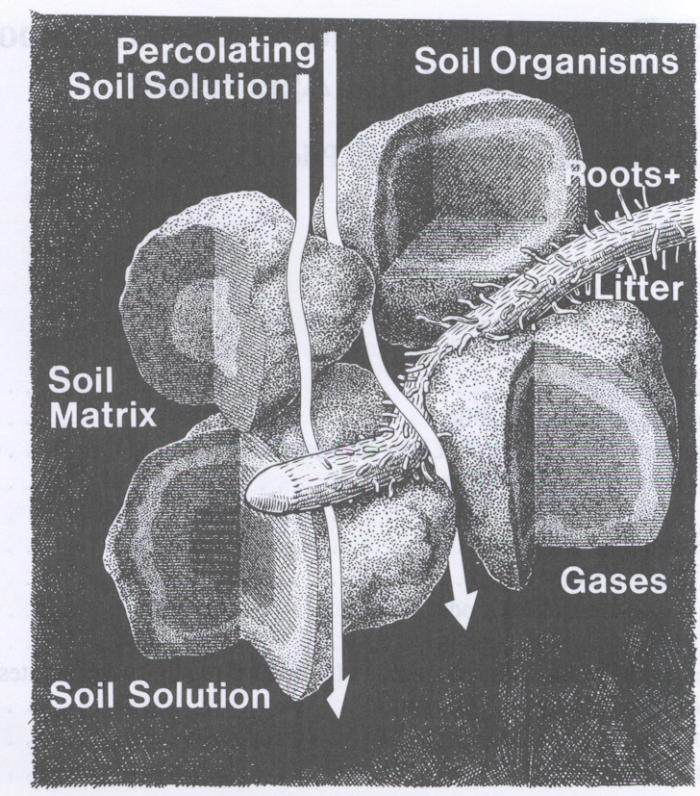 Percolating
Soil Solution
Soil Organisms
Roots+
Litter
Soil
Matrix
Gases
Soil Solution